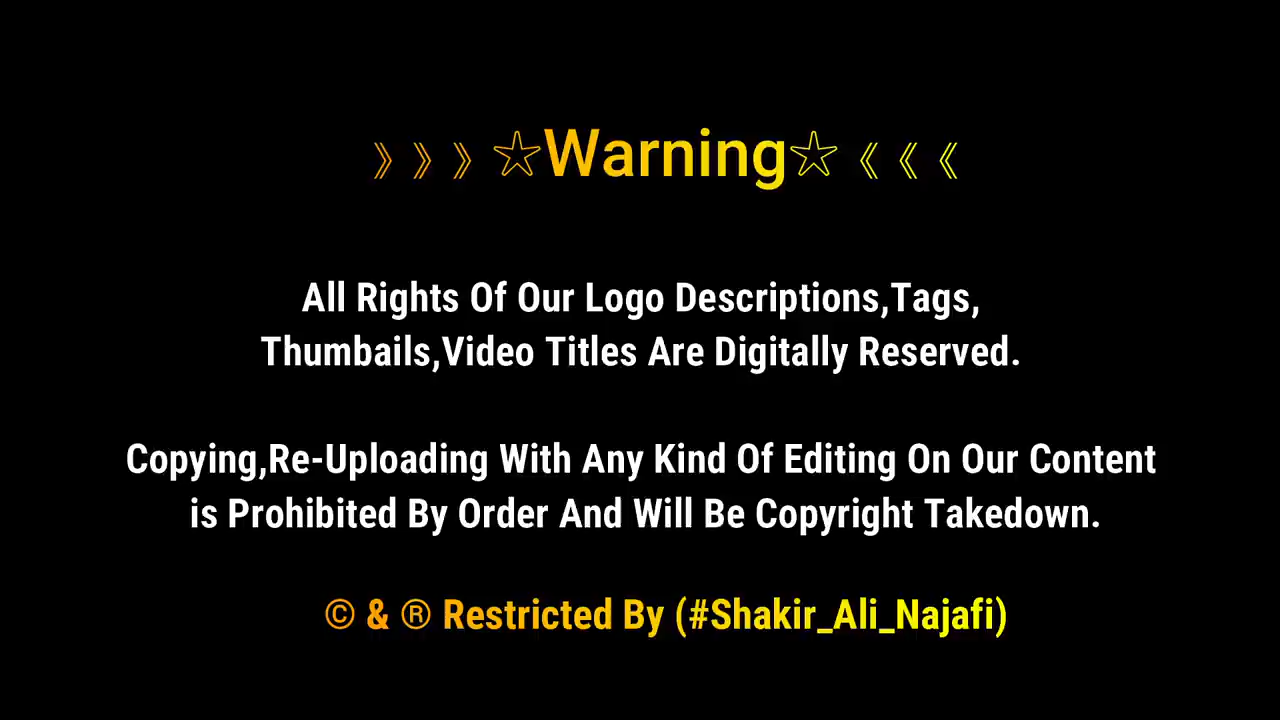 》》》☆Warning☆《《《
All Rights Of Our Logo Descriptions,Tags,
Thumbails,Video Titles Are Digitally Reserved.
Copying,Re-Uploading With Any Kind Of Editing On Our Content
is Prohibited By Order And Will Be Copyright Takedown.
© & ® Restricted By (#Shakir_Ali_Najafi)